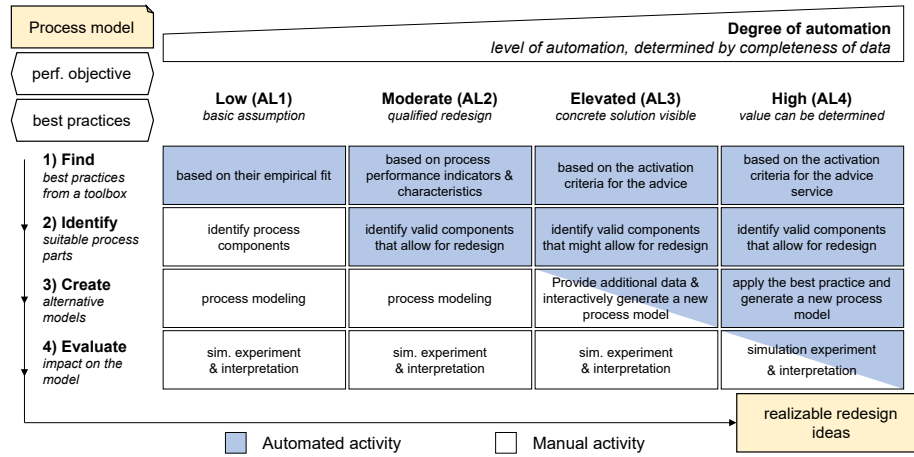 Process model
perf. objective
best practices
Degree of automation
level of automation, determined by completeness of data
Low (AL1)
basic assumption
Moderate (AL2)
qualified redesign
Elevated (AL3)
concrete solution visible
High (AL4)
value can be determined
1) Find
best practices
from a toolbox
based on their empirical fit
based on process
performance indicators &
characteristics
based on the activation
criteria for the advice
based on the activation
criteria for the advice
service
2) Identify
suitable process
parts
identify process
components
identify valid components
that allow for redesign
identify valid components
that might allow for redesign
identify valid components
that allow for redesign
3) Create
alternative
models
process modeling
process modeling
Provide additional data &
interactively generate a new
process model
apply the best practice and
generate a new process
model
4) Evaluate
impact on the
model
sim. experiment
& interpretation
sim. experiment
& interpretation
sim. experiment
& interpretation
simulation experiment
& interpretation
realizable redesign
ideas
Automated activity
Manual activity